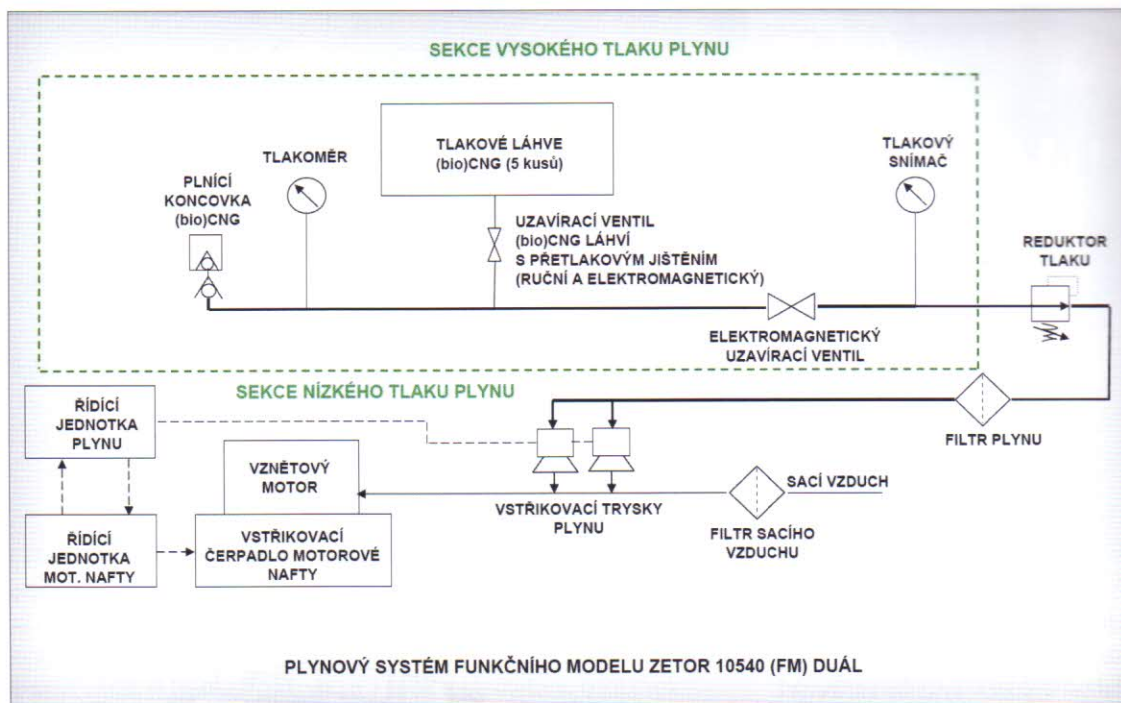 SEKCE VYSOKÉHO TLAKU PLYNU
TLAKOMĚR
PLNÍCÍ
KONCOVKA
(bio)CNG
TLAKOVÉ LÁHVE
(bio)CNG (5 kusů)
UZAVÍRACÍ VENTIL
(bio)CNG LÁHVÍ
S PŘETLAKOVÝM JIŠTĚNÍM
(RUČNÍ A ELEKTROMAGNETICKÝ)
TLAKOVÝ
SNÍMAČ
REDUKTOR
TLAKU
ELEKTROMAGNETICKÝ
UZAVÍRACÍ VENTIL
SEKCE NÍZKÉHO TLAKU PLYNU
ŘÍDÍCÍ
JEDNOTKA
PLYNU
VZNĚTOVÝ
MOTOR
FILTR PLYNU
SACÍ VZDUCH
VSTŘIKOVACÍ TRYSKY
PLYNU
FILTR SACÍHO
VZDUCHU
ŘÍDÍCÍ
JEDNOTKA
MOT. NAFTY
VSTŘIKOVACÍ
ČERPADLO MOTOROVÉ
NAFTY
PLYNOVÝ SYSTÉM FUNKČNÍHO MODELU ZETOR 10540 (FM) DUÁL